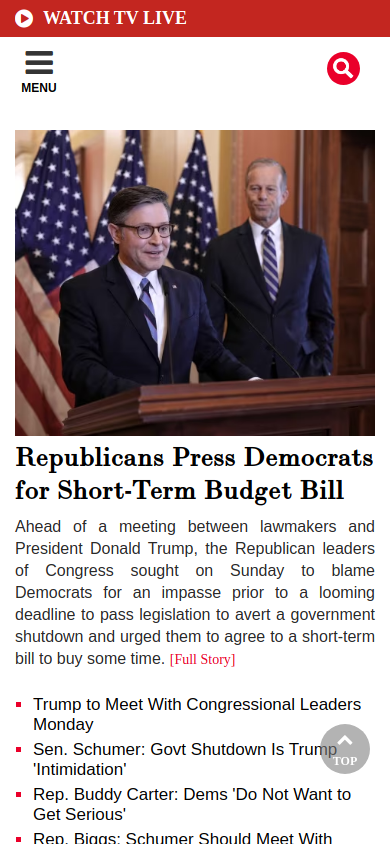 WATCH TV LIVE
MENU
Republicans Press Democrats
for Short-Term Budget Bill
Ahead of a meeting between lawmakers and
President Donald Trump, the Republican leaders
of Congress sought on Sunday to blame
Democrats for an impasse prior to a looming
deadline to pass legislation to avert a government
shutdown and urged them to agree to a short-term
bill to buy some time. [Full Story]
Trump to Meet With Congressional Leaders
Monday
Sen. Schumer: Govt Shutdown Is Trump
'Intimidation'
TOP
Rep. Buddy Carter: Dems 'Do Not Want to
Get Serious'
Rep. Biggs: Schumer Should Meet With